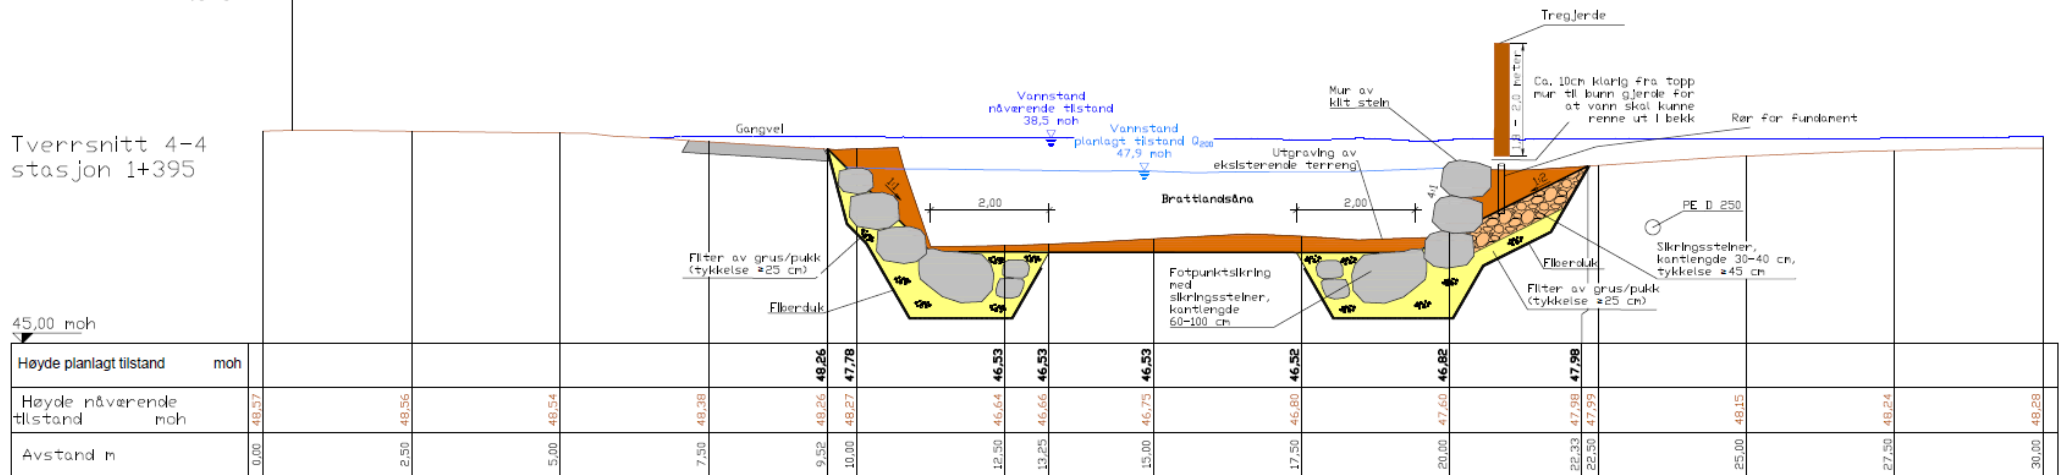 Tregjerde
1,9 - 2,0 meter
Ca. 10cm klaring fra topp
mur til bunn gjerde for
at vann skal kunne
renne ut i bekk
Mur av
kilt stein
Vannstand
nåværende tilstand
38,5 moh
Vannstand
planlagt tilstand Q200
47,9 moh
Gangvei
Rør for fundament
Tverrsnitt 4-4
stasjon 1+395
Utgraving av
eksisterende terreng
1:1
4:1
1:2
Brattlandsåna
2,00
2,00
PE D 250
Filter av grus/pukk
(tykkelse ≥25 cm)
Fiberduk
Fotpunktsikring
med
sikringssteiner,
kantlengde
60-100 cm
Fiberduk
Sikringssteiner,
kantlengde 30-40 cm,
tykkelse ≥45 cm
Filter av grus/pukk
(tykkelse ≥25 cm)
45,00 moh
Høyde planlagt tilstand moh 48,26 47,78 46,53 46,53 46,53 46,52 46,82 47,98
Høyde nåværende
tilstand moh 48,57 48,56 48,54 48,38 48,26 48,27 46,64 46,66 46,75 46,80 47,60 47,98 47,99 48,15 48,24 48,28
Avstand m 0,00 2,50 5,00 7,50 9,52 10,00 12,50 13,25 15,00 17,50 20,00 22,33 22,50 25,00 27,50 30,00